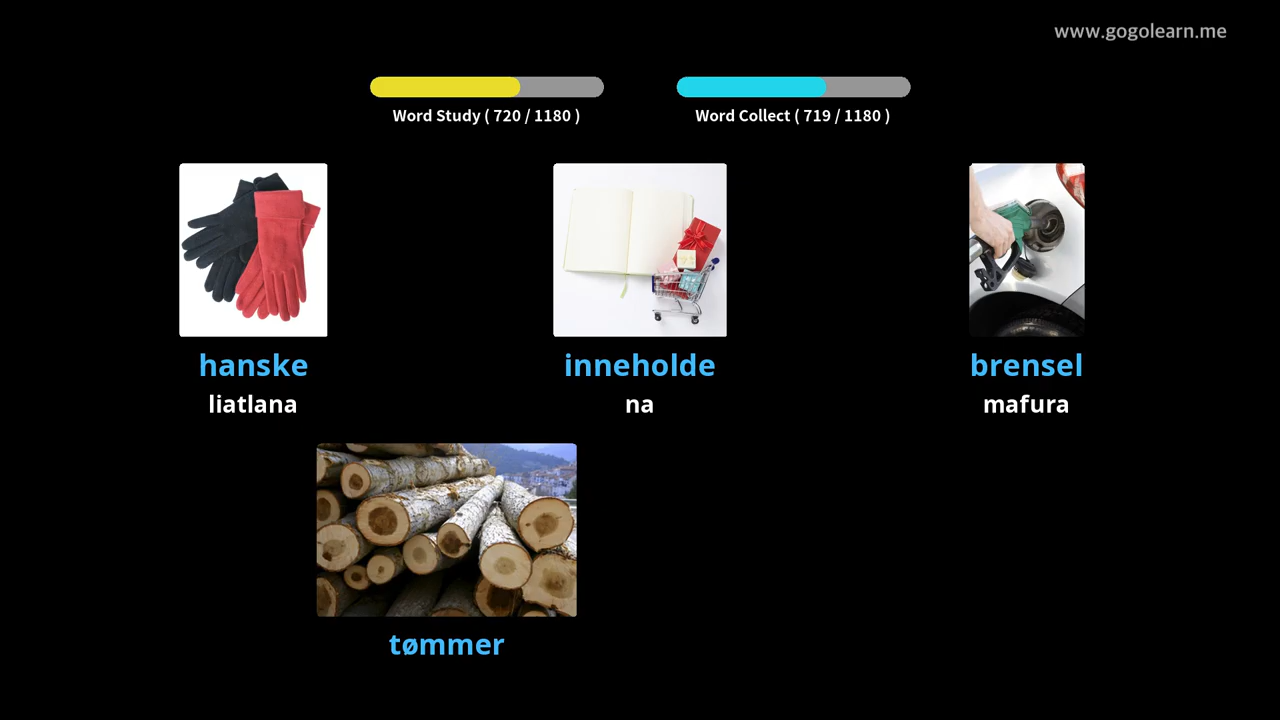 www.gogolearn.me
Word Study ( 720 / 1180 )
Word Collect ( 719 / 1180 )
hanske
liatlana
inneholde
na
brensel
mafura
tømmer